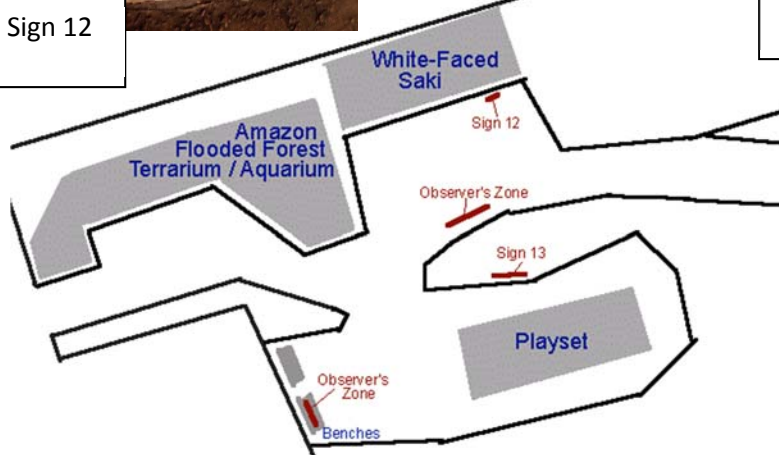 Sign 12
White-Faced
Saki
Amazon
Flooded Forest
Terrarium / Aquarium
Sign 12
Observer's Zone
Sign 13
Playset
Observer's
Zone
Benches